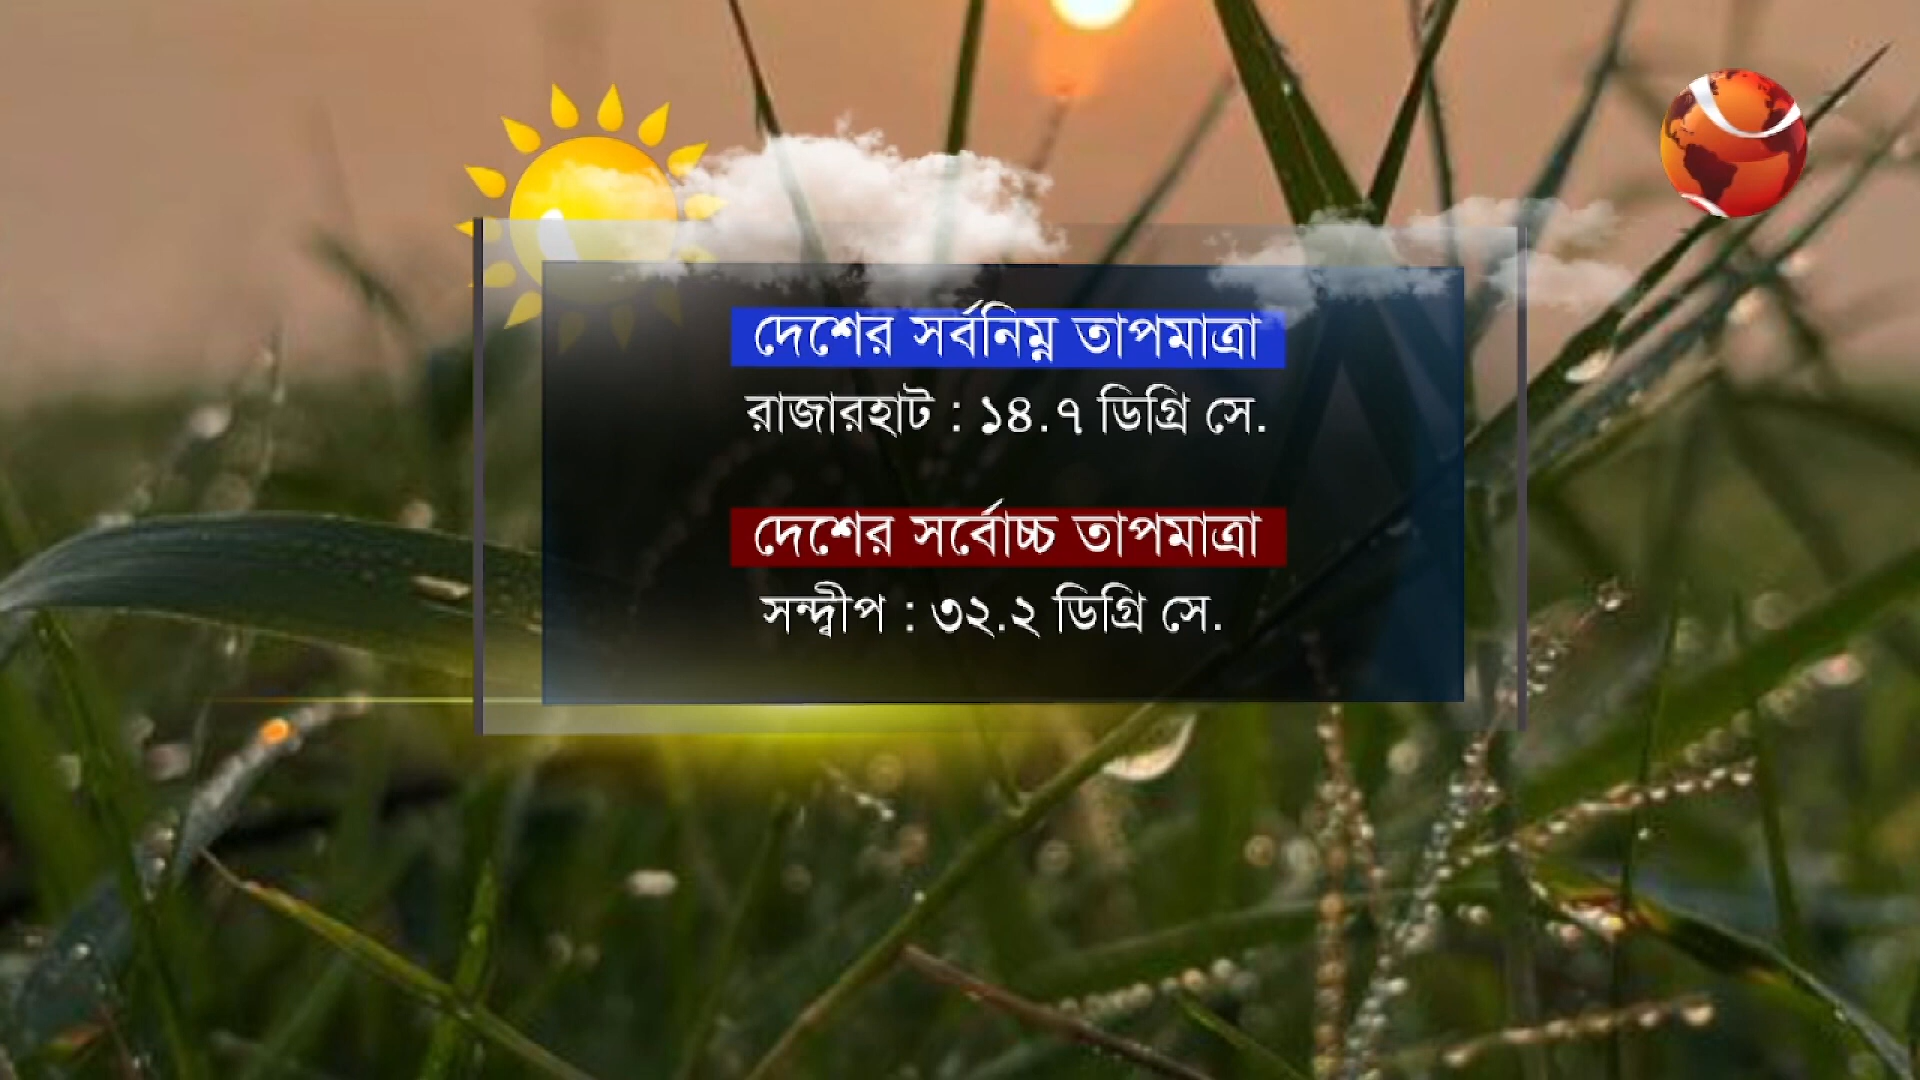 দেশের সর্বনিম্ন তাপমাত্রা
রাজারহাট : ১৪.৭ ডিগ্রি সে.
দেশের সর্বোচ্চ তাপমাত্রা
সন্দ্বীপ : ৩২.২ ডিগ্রি সে.